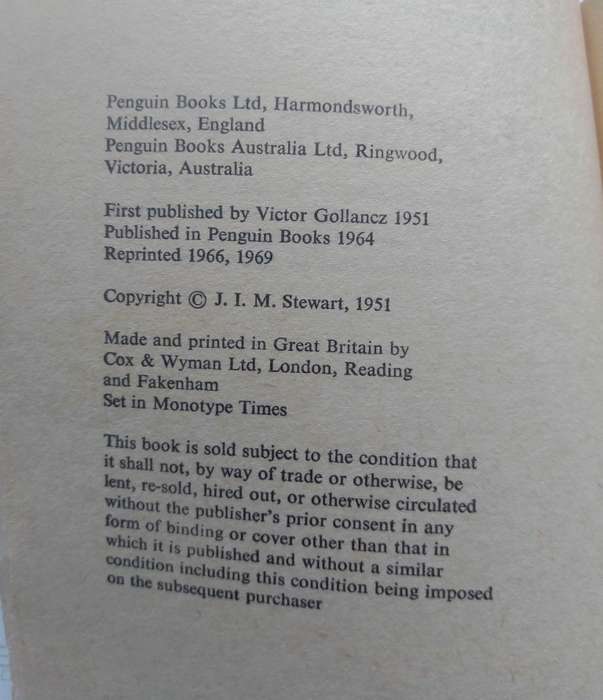 Penguin Books Ltd, Harmondsworth,
Middlesex, England
Penguin Books Australia Ltd, Ringwood,
Victoria, Australia
First published by Victor Gollancz 1951
Published in Penguin Books 1964
Reprinted 1966, 1969
Copyright © J. I. M. Stewart, 1951
Made and printed in Great Britain by
Cox & Wyman Ltd, London, Reading
and Fakenham
Set in Monotype Times
This book is sold subject to the condition that
it shall not, by way of trade or otherwise, be
lent, re-sold, hired out, or otherwise circulated
without the publisher's prior consent in any
form of binding or cover other than that in
which it is published and without a similar
condition including this condition being imposed
on the subsequent purchaser